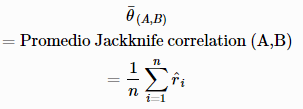 θ̄ (A,B)
= Promedio Jackknife correlation (A,B)
= 1/n ∑_{i=1}^{n} r̂_i